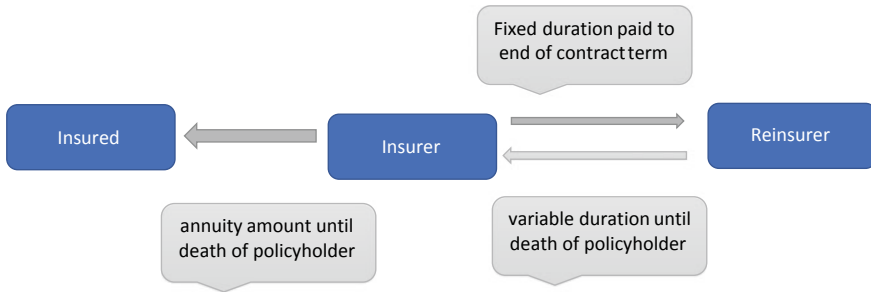 Fixed duration paid to
end of contract term
Insured
Insurer
Reinsurer
annuity amount until
death of policyholder
variable duration until
death of policyholder